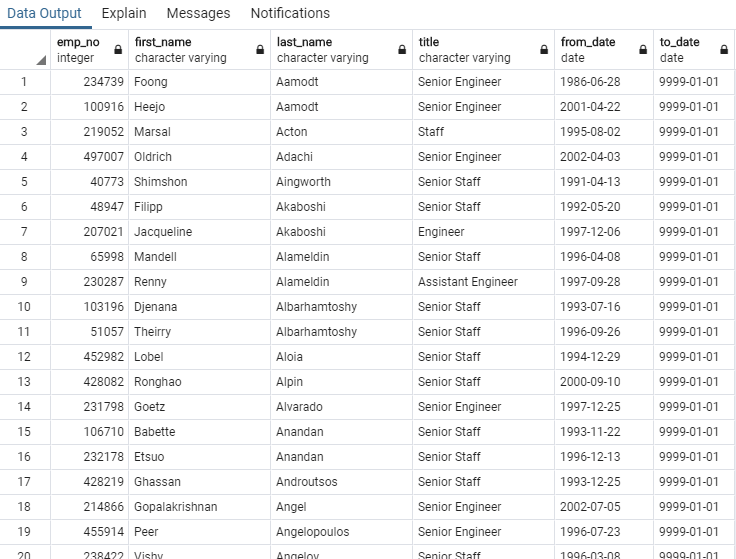 Data Output Explain Messages Notifications
emp_no first_name last_name title from_date to_date
integer character varying character varying character varying date date
1 234739 Foong Aamodt Senior Engineer 1986-06-28 9999-01-01
2 100916 Heejo Aamodt Senior Engineer 2001-04-22 9999-01-01
3 219052 Marsal Acton Staff 1995-08-02 9999-01-01
4 497007 Oldrich Adachi Senior Engineer 2002-04-03 9999-01-01
5 40773 Shimshon Aingworth Senior Staff 1991-04-13 9999-01-01
6 48947 Filipp Akaboshi Senior Staff 1992-05-20 9999-01-01
7 207021 Jacqueline Akaboshi Engineer 1997-12-06 9999-01-01
8 65998 Mandell Alameldin Senior Staff 1996-04-08 9999-01-01
9 230287 Renny Alameldin Assistant Engineer 1997-09-28 9999-01-01
10 103196 Djenana Albarhamtoshy Senior Staff 1993-07-16 9999-01-01
11 51057 Theirry Albarhamtoshy Senior Staff 1996-09-26 9999-01-01
12 452982 Lobel Aloia Senior Staff 1994-12-29 9999-01-01
13 428082 Ronghao Alpin Senior Staff 2000-09-10 9999-01-01
14 231798 Goetz Alvarado Senior Engineer 1997-12-25 9999-01-01
15 106710 Babette Anandan Senior Staff 1993-11-22 9999-01-01
16 232178 Etsuo Anandan Senior Staff 1996-12-13 9999-01-01
17 428219 Ghassan Androutsos Senior Staff 1993-12-25 9999-01-01
18 214866 Gopalakrishnan Angel Senior Engineer 2002-07-05 9999-01-01
19 455914 Peer Angelopoulos Senior Engineer 1996-07-23 9999-01-01
20 238422 Vishy Angelov Senior Staff 1996-03-08 9999-01-01